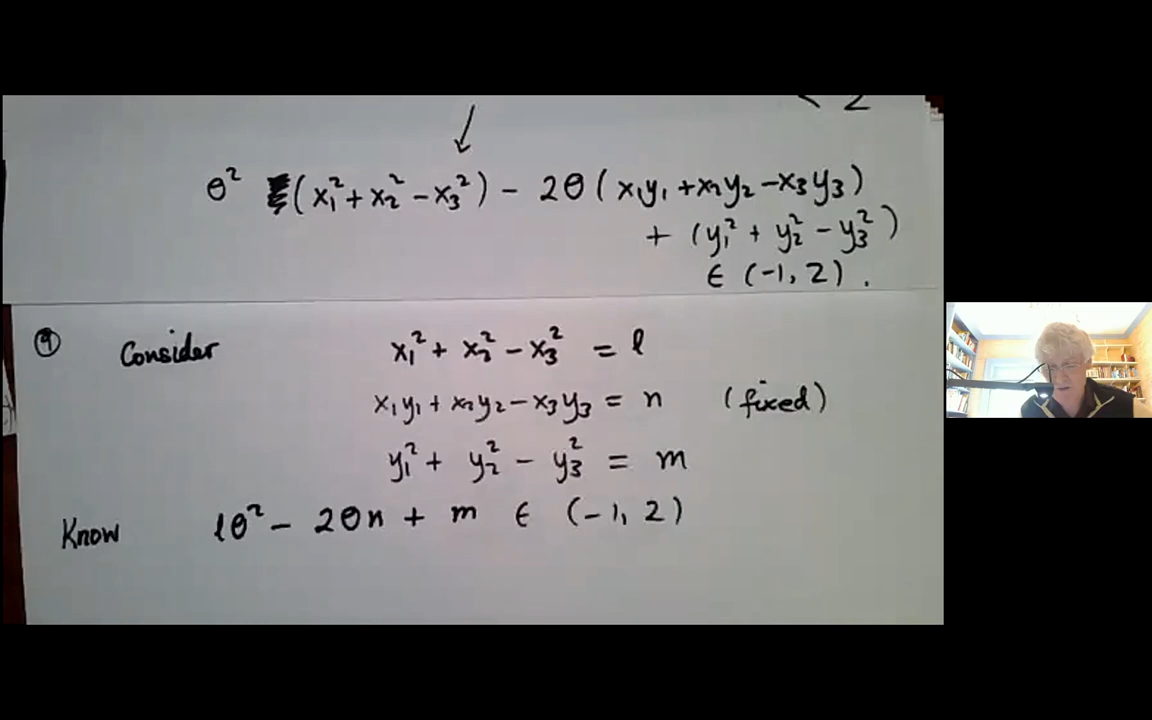 < 2
θ² (x₁² + x₂² − x₃²) − 2θ (x₁y₁ + x₂y₂ − x₃y₃)
+ (y₁² + y₂² − y₃²)
∈ (−1, 2).
⑨ Consider x₁² + x₂² − x₃² = l
x₁y₁ + x₂y₂ − x₃y₃ = n (fixed)
y₁² + y₂² − y₃² = m
Know lθ² − 2θn + m ∈ (−1, 2)